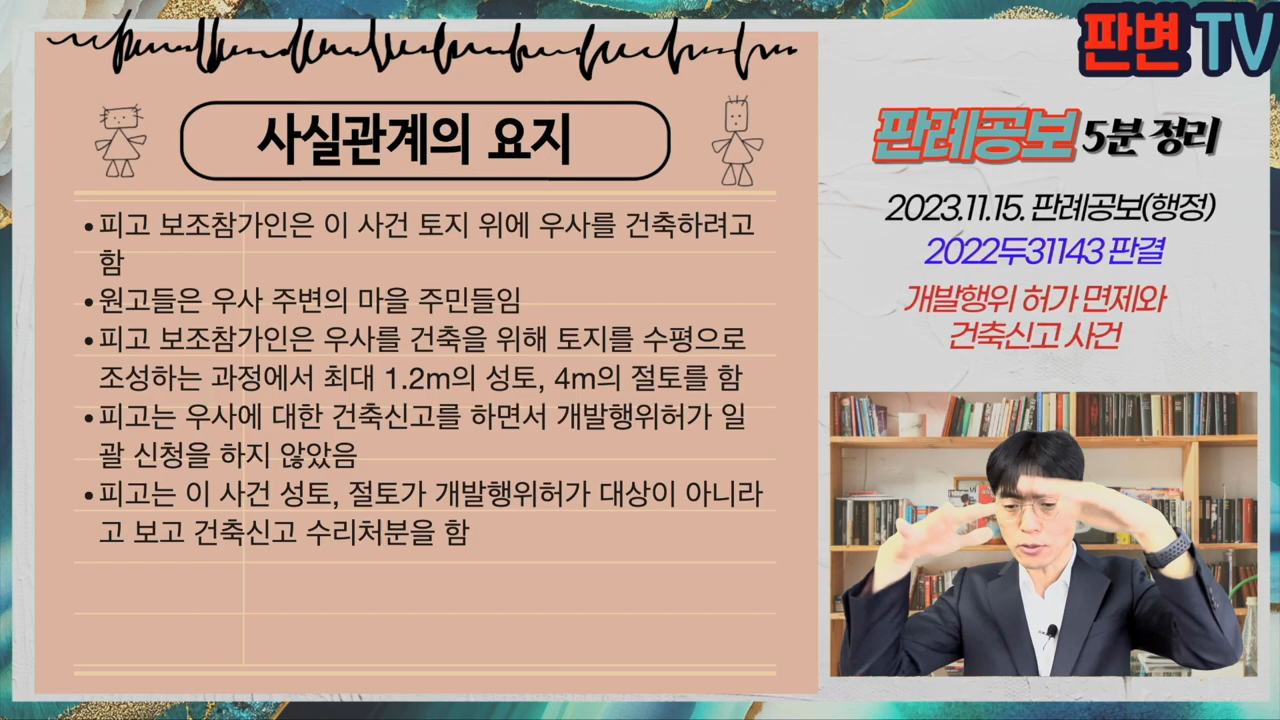 판변 TV
사실관계의 요지
•피고 보조참가인은 이 사건 토지 위에 우사를 건축하려고
함
•원고들은 우사 주변의 마을 주민들임
•피고 보조참가인은 우사를 건축을 위해 토지를 수평으로
조성하는 과정에서 최대 1.2m의 성토, 4m의 절토를 함
•피고는 우사에 대한 건축신고를 하면서 개발행위허가 일
괄 신청을 하지 않았음
•피고는 이 사건 성토, 절토가 개발행위허가 대상이 아니라
고 보고 건축신고 수리처분을 함
판례공보 5분 정리
2023.11.15. 판례공보(행정)
2022두31143 판결
개발행위 허가 면제와
건축신고 사건